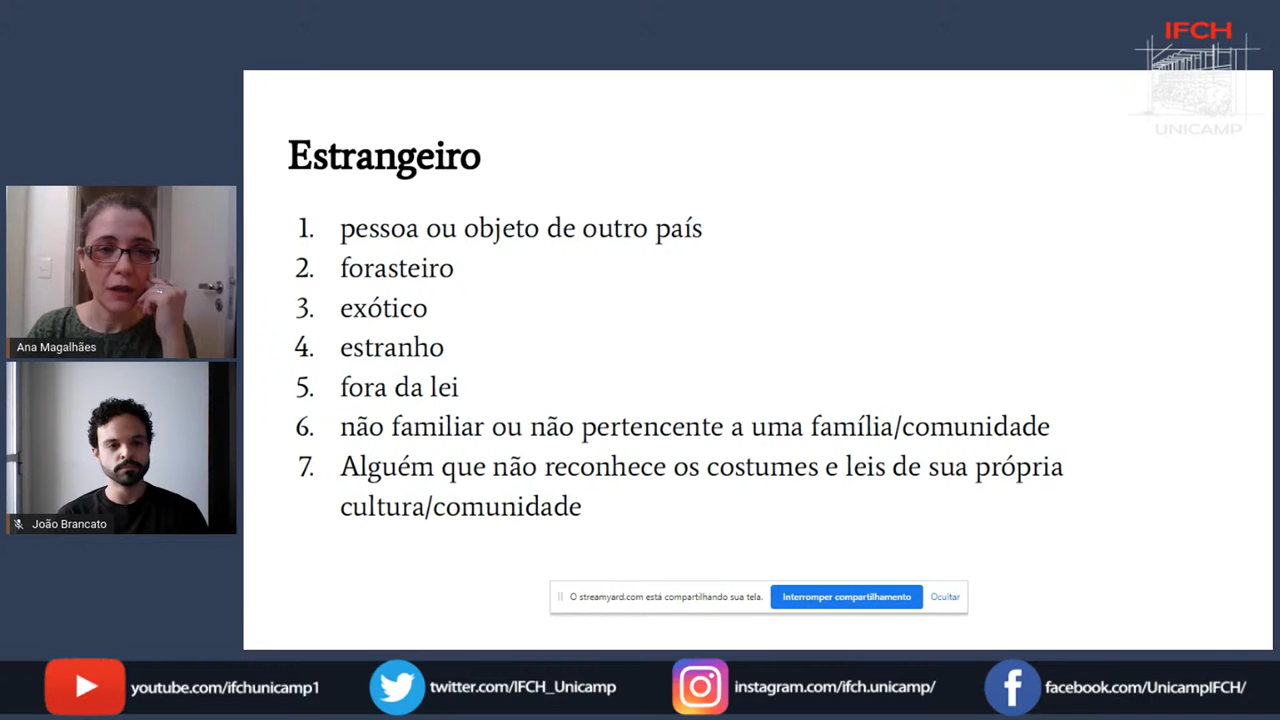 IFCH
UNICAMP
Estrangeiro
1. pessoa ou objeto de outro país
2. forasteiro
3. exótico
4. estranho
5. fora da lei
6. não familiar ou não pertencente a uma família/comunidade
7. Alguém que não reconhece os costumes e leis de sua própria
cultura/comunidade
Ana Magalhães
João Brancato
O streamyard.com está compartilhando sua tela. Interromper compartilhamento Ocultar
youtube.com/ifchunicamp1 twitter.com/IFCH_Unicamp instagram.com/ifch.unicamp/ facebook.com/UnicampIFCH/